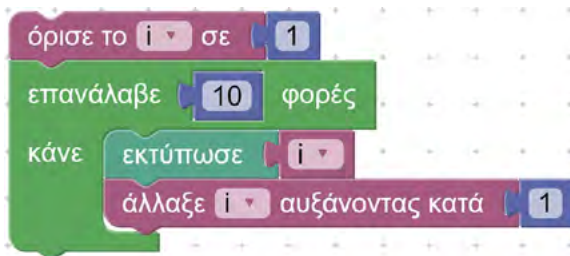 όρισε το i σε 1
επανάλαβε 10 φορές
κάνε εκτύπωσε i
άλλαξε i αυξάνοντας κατά 1